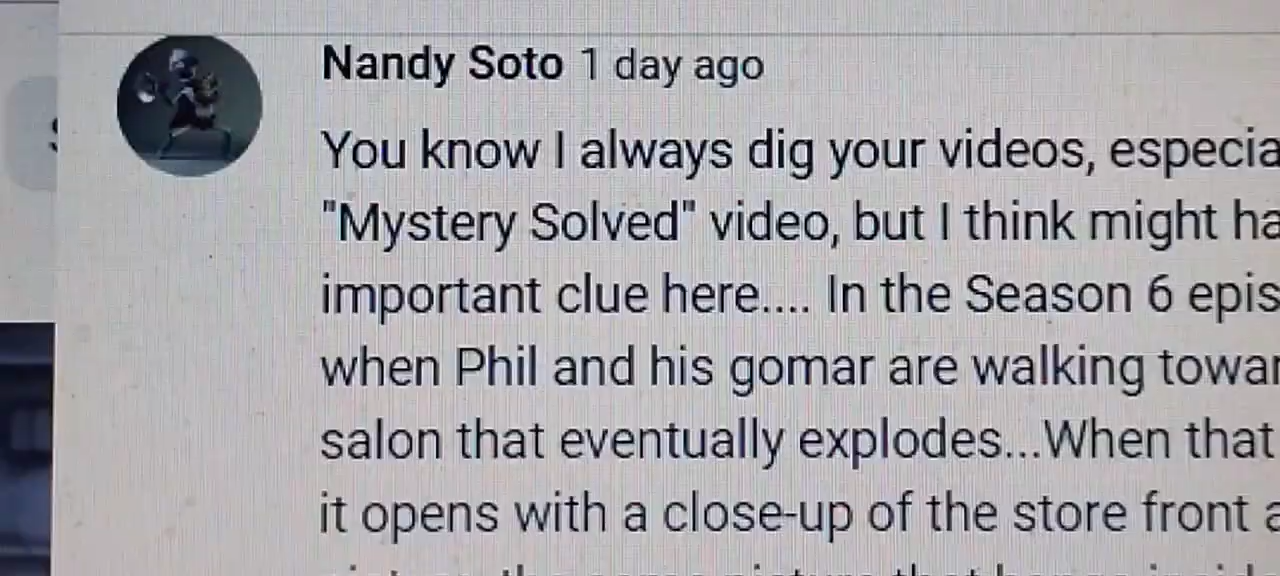 Nandy Soto 1 day ago
You know I always dig your videos, especia
"Mystery Solved" video, but I think might ha
important clue here.... In the Season 6 epis
when Phil and his gomar are walking towar
salon that eventually explodes...When that
it opens with a close-up of the store front a